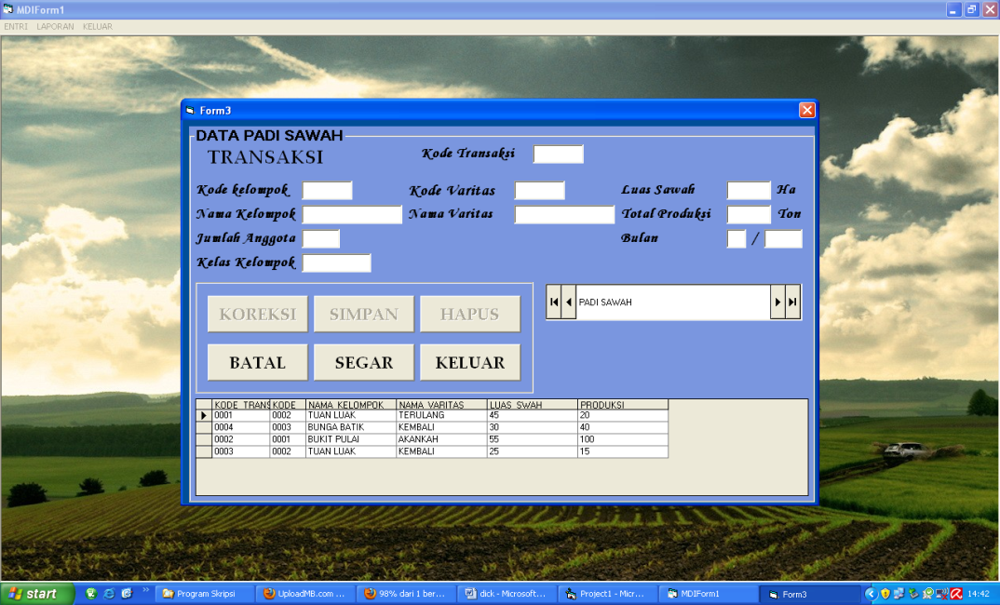 MDIForm1
ENTRI LAPORAN KELUAR
Form3
DATA PADI SAWAH
TRANSAKSI
Kode Transaksi
Kode kelompok Kode Varitas Luas Sawah Ha
Nama Kelompok Nama Varitas Total Produksi Ton
Jumlah Anggota Bulan /
Kelas Kelompok
KOREKSI SIMPAN HAPUS
PADI SAWAH
BATAL SEGAR KELUAR
KODE_TRANS KODE NAMA_KELOMPOK NAMA_VARITAS LUAS_SWAH PRODUKSI
0001 0002 TUAN LUAK TERULANG 45 20
0004 0003 BUNGA BATIK KEMBALI 30 40
0002 0001 BUKIT PULAI AKANKAH 55 100
0003 0002 TUAN LUAK KEMBALI 25 15
start Program Skripsi UploadMB.com ... 98% dari 1 ber... dick - Microsoft... Project1 - Micr... MDIForm1 Form3 14:42